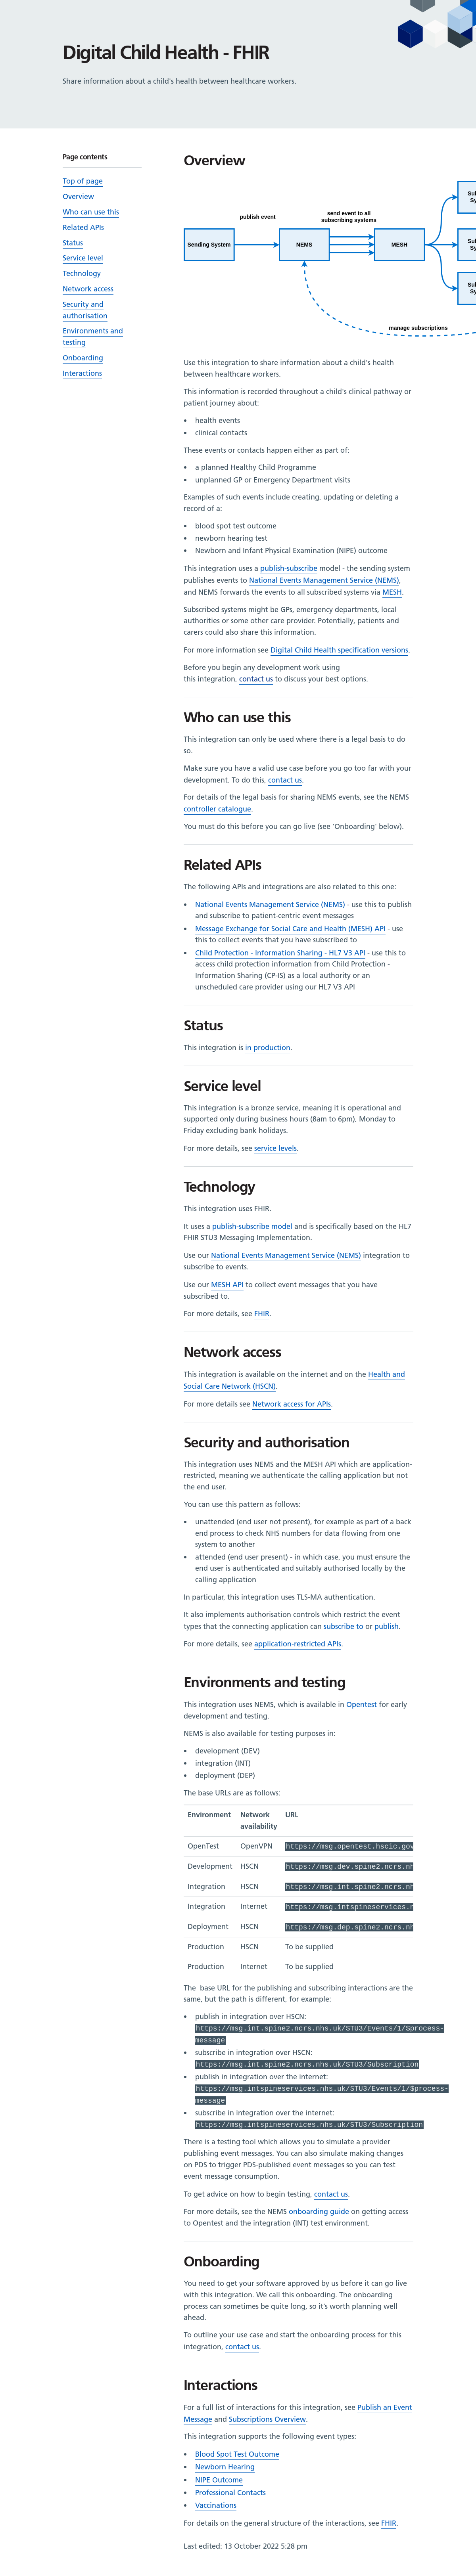 Digital Child Health - FHIR
Share information about a child's health between healthcare workers.
Page contents
Top of page
Overview
Who can use this
Related APIs
Status
Service level
Technology
Network access
Security and
authorisation
Environments and
testing
Onboarding
Interactions
Overview
publish event
send event to all
subscribing systems
Sending System
NEMS
MESH
manage subscriptions
Use this integration to share information about a child's health
between healthcare workers.
This information is recorded throughout a child's clinical pathway or
patient journey about:
• health events
• clinical contacts
These events or contacts happen either as part of:
• a planned Healthy Child Programme
• unplanned GP or Emergency Department visits
Examples of such events include creating, updating or deleting a
record of a:
• blood spot test outcome
• newborn hearing test
• Newborn and Infant Physical Examination (NIPE) outcome
This integration uses a publish-subscribe model - the sending system
publishes events to National Events Management Service (NEMS),
and NEMS forwards the events to all subscribed systems via MESH.
Subscribed systems might be GPs, emergency departments, local
authorities or some other care provider. Potentially, patients and
carers could also share this information.
For more information see Digital Child Health specification versions.
Before you begin any development work using
this integration, contact us to discuss your best options.
Who can use this
This integration can only be used where there is a legal basis to do
so.
Make sure you have a valid use case before you go too far with your
development. To do this, contact us.
For details of the legal basis for sharing NEMS events, see the NEMS
controller catalogue.
You must do this before you can go live (see 'Onboarding' below).
Related APIs
The following APIs and integrations are also related to this one:
• National Events Management Service (NEMS) - use this to publish
and subscribe to patient-centric event messages
• Message Exchange for Social Care and Health (MESH) API - use
this to collect events that you have subscribed to
• Child Protection - Information Sharing - HL7 V3 API - use this to
access child protection information from Child Protection -
Information Sharing (CP-IS) as a local authority or an
unscheduled care provider using our HL7 V3 API
Status
This integration is in production.
Service level
This integration is a bronze service, meaning it is operational and
supported only during business hours (8am to 6pm), Monday to
Friday excluding bank holidays.
For more details, see service levels.
Technology
This integration uses FHIR.
It uses a publish-subscribe model and is specifically based on the HL7
FHIR STU3 Messaging Implementation.
Use our National Events Management Service (NEMS) integration to
subscribe to events.
Use our MESH API to collect event messages that you have
subscribed to.
For more details, see FHIR.
Network access
This integration is available on the internet and on the Health and
Social Care Network (HSCN).
For more details see Network access for APIs.
Security and authorisation
This integration uses NEMS and the MESH API which are application-
restricted, meaning we authenticate the calling application but not
the end user.
You can use this pattern as follows:
• unattended (end user not present), for example as part of a back
end process to check NHS numbers for data flowing from one
system to another
• attended (end user present) - in which case, you must ensure the
end user is authenticated and suitably authorised locally by the
calling application
In particular, this integration uses TLS-MA authentication.
It also implements authorisation controls which restrict the event
types that the connecting application can subscribe to or publish.
For more details, see application-restricted APIs.
Environments and testing
This integration uses NEMS, which is available in Opentest for early
development and testing.
NEMS is also available for testing purposes in:
• development (DEV)
• integration (INT)
• deployment (DEP)
The base URLs are as follows:
Environment Network availability URL
OpenTest OpenVPN https://msg.opentest.hscic.gov
Development HSCN https://msg.dev.spine2.ncrs.nh
Integration HSCN https://msg.int.spine2.ncrs.nh
Integration Internet https://msg.intspineservices.n
Deployment HSCN https://msg.dep.spine2.ncrs.nh
Production HSCN To be supplied
Production Internet To be supplied
The  base URL for the publishing and subscribing interactions are the
same, but the path is different, for example:
• publish in integration over HSCN:
https://msg.int.spine2.ncrs.nhs.uk/STU3/Events/1/$process-
message
• subscribe in integration over HSCN:
https://msg.int.spine2.ncrs.nhs.uk/STU3/Subscription
• publish in integration over the internet:
https://msg.intspineservices.nhs.uk/STU3/Events/1/$process-
message
• subscribe in integration over the internet:
https://msg.intspineservices.nhs.uk/STU3/Subscription
There is a testing tool which allows you to simulate a provider
publishing event messages. You can also simulate making changes
on PDS to trigger PDS-published event messages so you can test
event message consumption.
To get advice on how to begin testing, contact us.
For more details, see the NEMS onboarding guide on getting access
to Opentest and the integration (INT) test environment.
Onboarding
You need to get your software approved by us before it can go live
with this integration. We call this onboarding. The onboarding
process can sometimes be quite long, so it's worth planning well
ahead.
To outline your use case and start the onboarding process for this
integration, contact us.
Interactions
For a full list of interactions for this integration, see Publish an Event
Message and Subscriptions Overview.
This integration supports the following event types:
• Blood Spot Test Outcome
• Newborn Hearing
• NIPE Outcome
• Professional Contacts
• Vaccinations
For details on the general structure of the interactions, see FHIR.
Last edited: 13 October 2022 5:28 pm